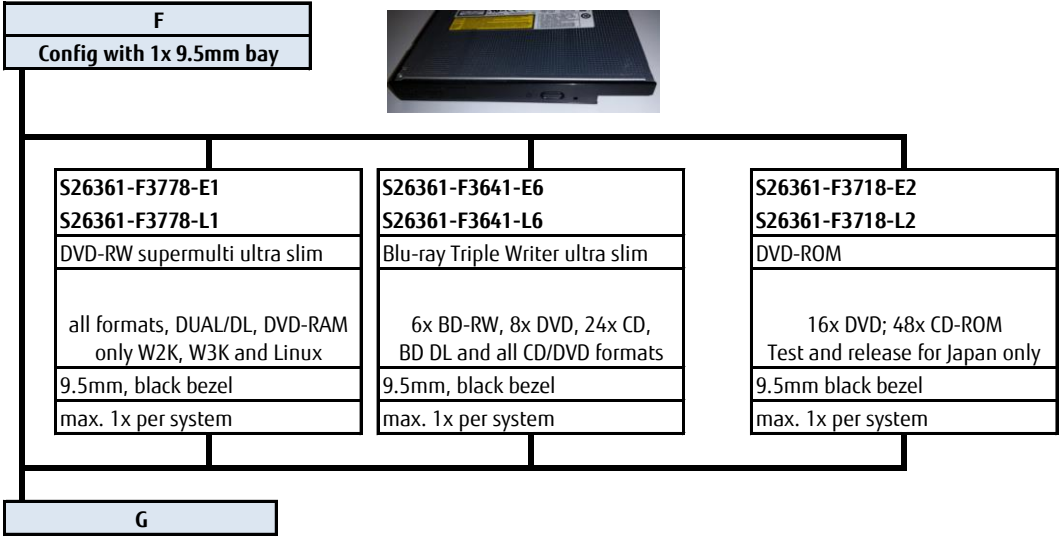 F
Config with 1x 9.5mm bay
S26361-F3778-E1
S26361-F3778-L1
DVD-RW supermulti ultra slim
all formats, DUAL/DL, DVD-RAM
only W2K, W3K and Linux
9.5mm, black bezel
max. 1x per system
S26361-F3641-E6
S26361-F3641-L6
Blu-ray Triple Writer ultra slim
6x BD-RW, 8x DVD, 24x CD,
BD DL and all CD/DVD formats
9.5mm, black bezel
max. 1x per system
S26361-F3718-E2
S26361-F3718-L2
DVD-ROM
16x DVD; 48x CD-ROM
Test and release for Japan only
9.5mm black bezel
max. 1x per system
G